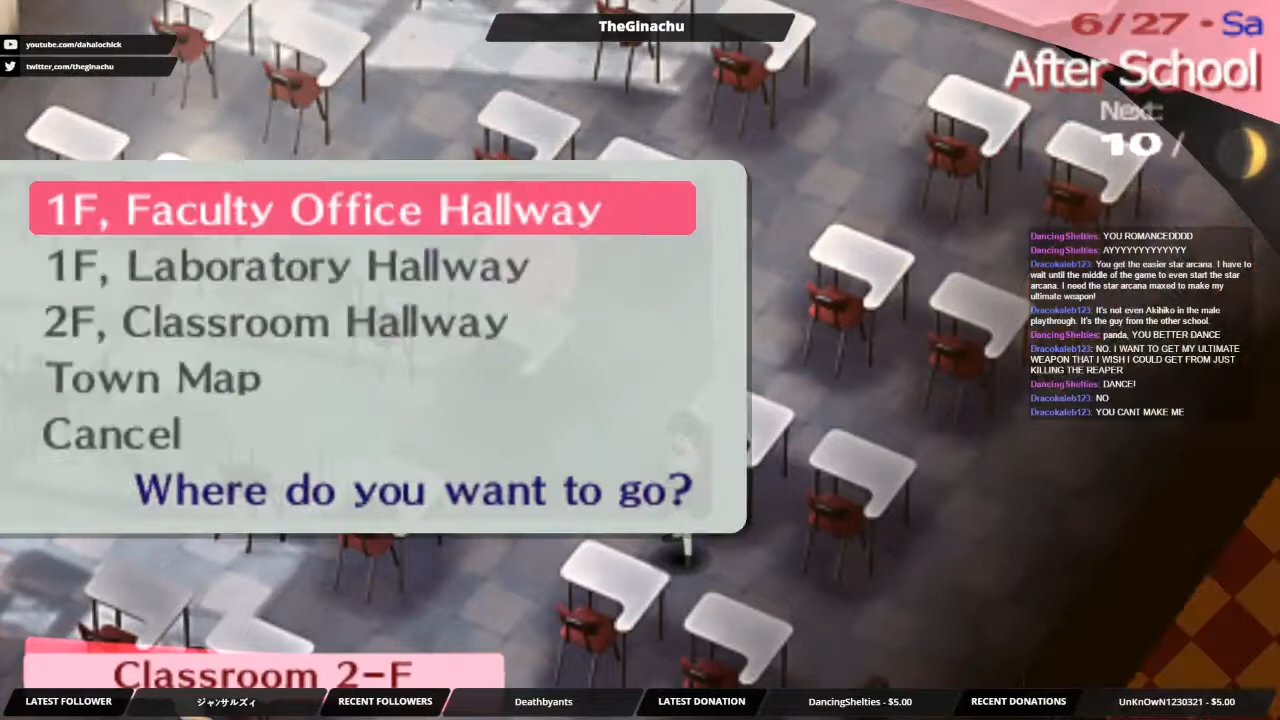 TheGinachu
youtube.com/dahalochick
twitter.com/theginachu
6/27 · Sa
After School
Next:
10 /
1F, Faculty Office Hallway
1F, Laboratory Hallway
2F, Classroom Hallway
Town Map
Cancel
Where do you want to go?
DancingShelties: YOU ROMANCEDDDD
DancingShelties: AYYYYYYYYYYYYY
Dracokaleb123: You get the easier star arcana. I have to
wait until the middle of the game to even start the star
arcana. I need the star arcana maxed to make my
ultimate weapon!
Dracokaleb123: It's not even Akihiko in the male
playthrough. It's the guy from the other school.
DancingShelties: panda, YOU BETTER DANCE
Dracokaleb123: NO. I WANT TO GET MY ULTIMATE
WEAPON THAT I WISH I COULD GET FROM JUST
KILLING THE REAPER
DancingShelties: DANCE!
Dracokaleb123: NO
Dracokaleb123: YOU CANT MAKE ME
Classroom 2-F
LATEST FOLLOWER
ジャンサルズィ
RECENT FOLLOWERS
Deathbyants
LATEST DONATION
DancingShelties - $5.00
RECENT DONATIONS
UnKnOwN1230321 - $5.00